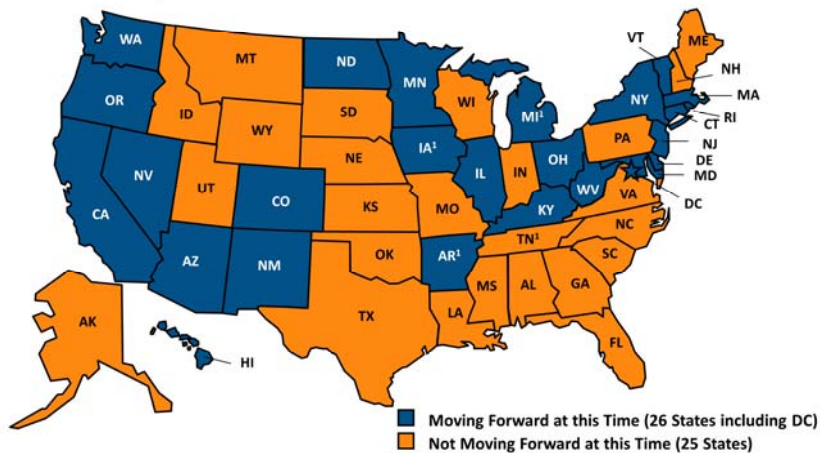 WA
MT
ND
MN
VT
ME
NH
OR
ID
SD
WI
MI¹
NY
MA
RI
CT
WY
IA¹
PA
NJ
NV
NE
IL
IN
OH
DE
MD
UT
CO
WV
VA
DC
CA
KS
MO
KY
NC
AZ
NM
OK
AR¹
TN¹
SC
MS
AL
GA
AK
TX
LA
FL
HI
Moving Forward at this Time (26 States including DC)
Not Moving Forward at this Time (25 States)